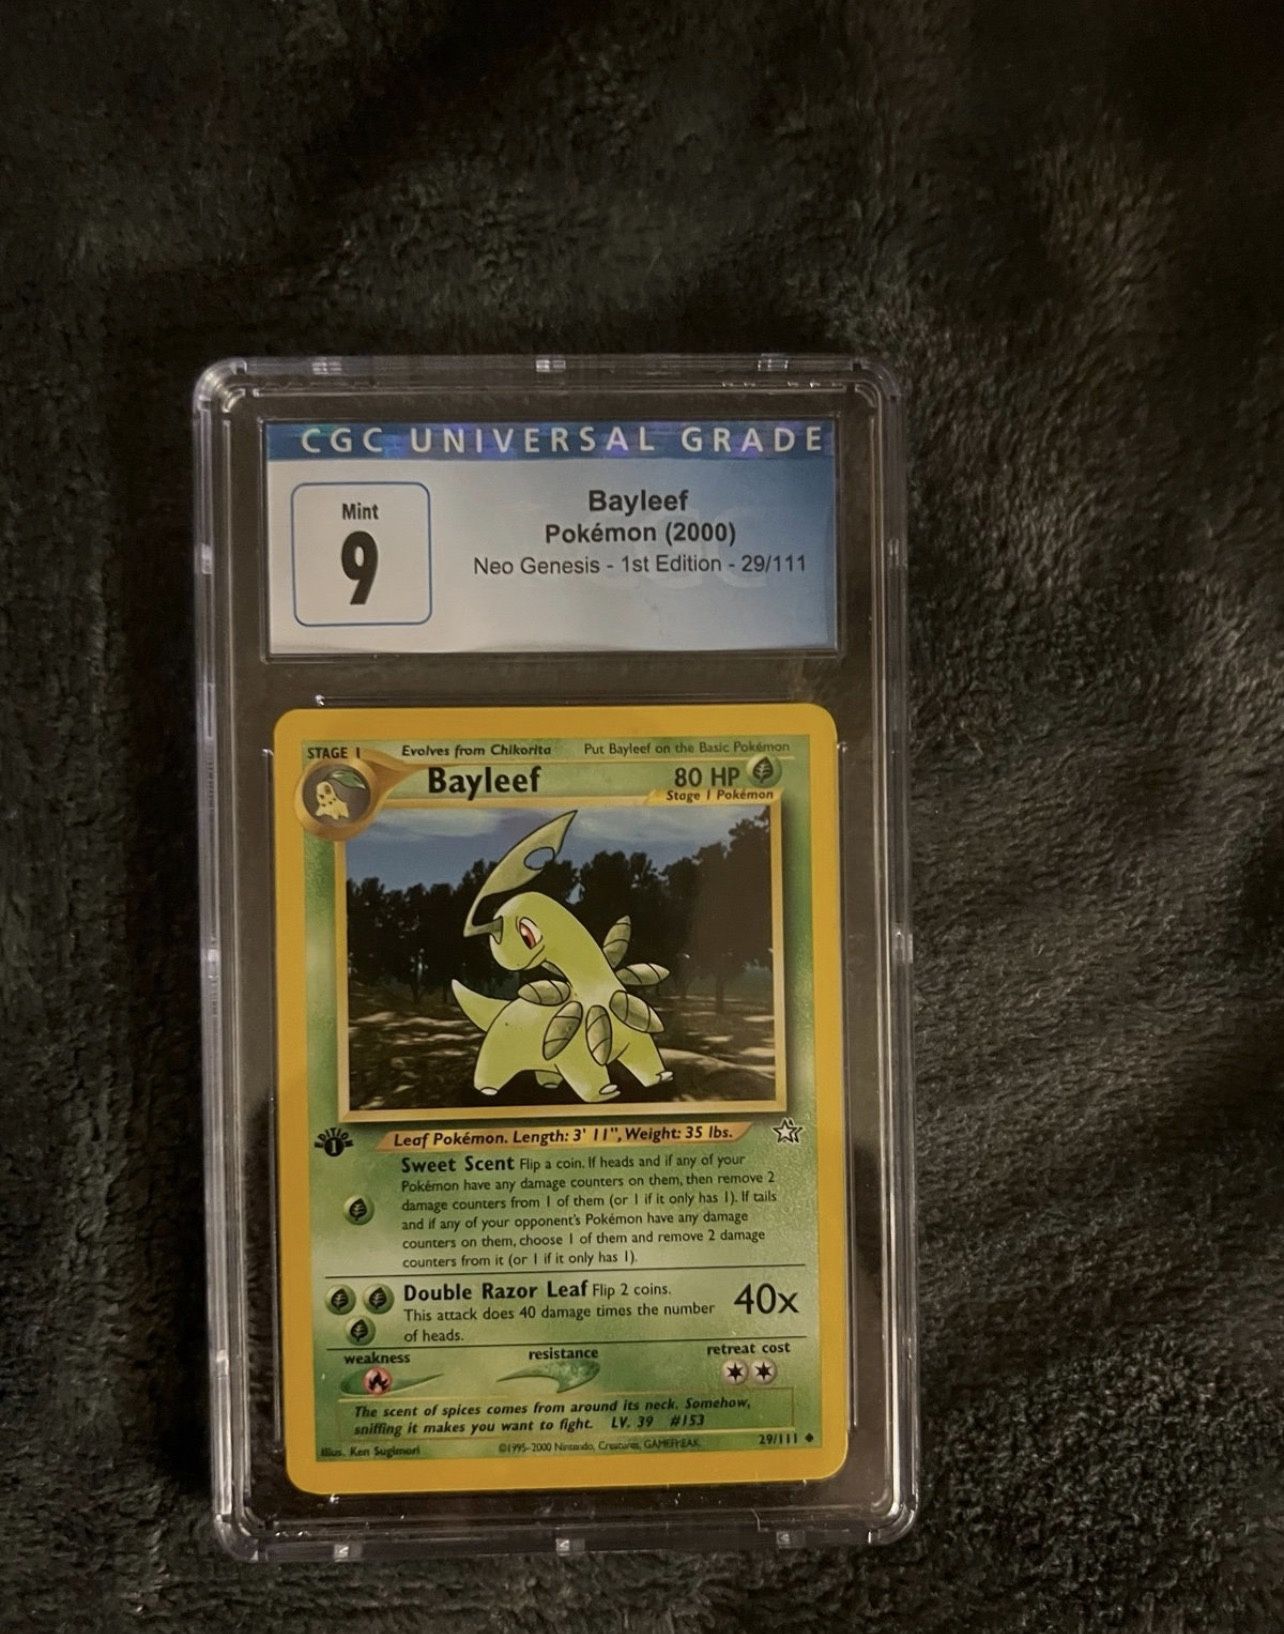 CGC UNIVERSAL GRADE
Mint
9
Bayleef
Pokémon (2000)
Neo Genesis - 1st Edition - 29/111
STAGE 1 Evolves from Chikorita Put Bayleef on the Basic Pokémon
Bayleef 80 HP
Stage 1 Pokémon
EDITION
1
Leaf Pokémon. Length: 3' 11", Weight: 35 lbs.
Sweet Scent Flip a coin. If heads and if any of your
Pokémon have any damage counters on them, then remove 2
damage counters from 1 of them (or 1 if it only has 1). If tails
and if any of your opponent's Pokémon have any damage
counters on them, choose 1 of them and remove 2 damage
counters from it (or 1 if it only has 1).
Double Razor Leaf Flip 2 coins.
This attack does 40 damage times the number
of heads.
40x
weakness resistance retreat cost
The scent of spices comes from around its neck. Somehow,
sniffing it makes you want to fight. LV. 39 #153
Illus. Ken Sugimori ©1995-2000 Nintendo, Creatures, GAMEFREAK. 29/111